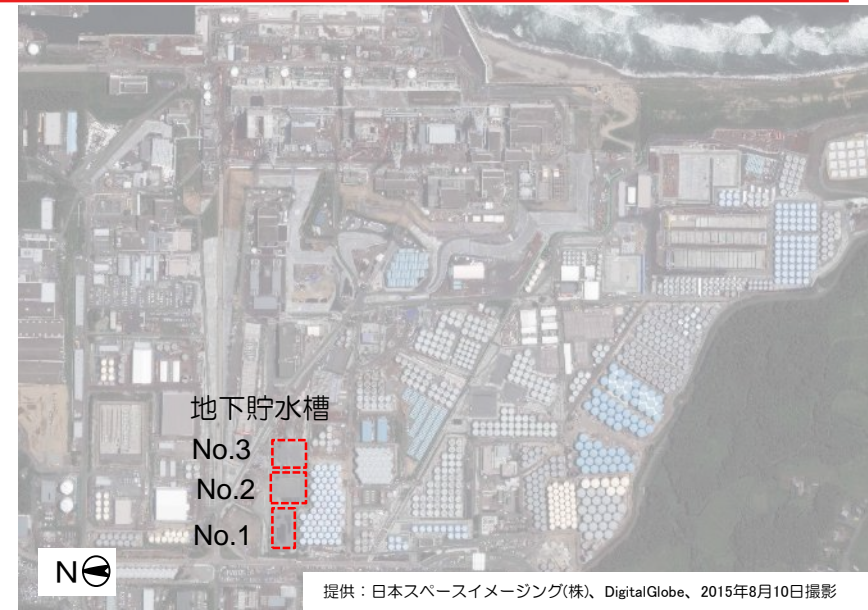 地下貯水槽
No.3
No.2
No.1
N
提供：日本スペースイメージング(株)、DigitalGlobe、2015年8月10日撮影